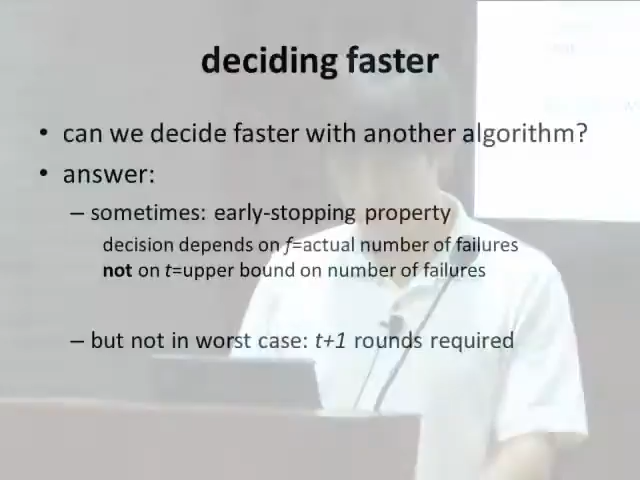 deciding faster
• can we decide faster with another algorithm?
• answer:
– sometimes: early-stopping property
decision depends on f=actual number of failures
not on t=upper bound on number of failures
– but not in worst case: t+1 rounds required